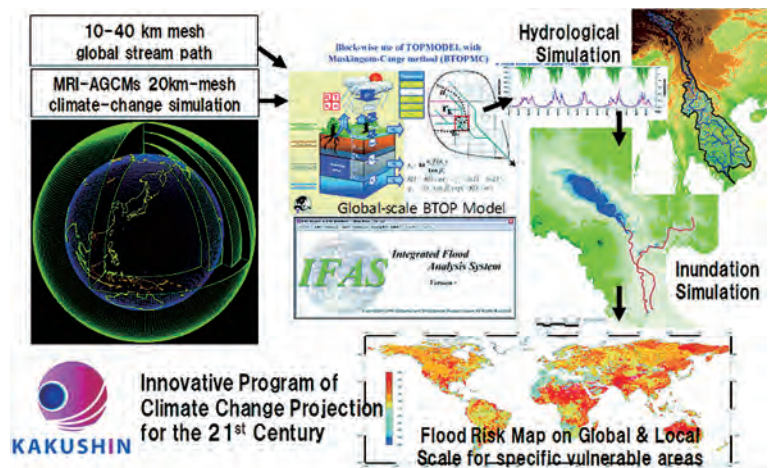 10-40 km mesh
global stream path
MRI-AGCMs 20km-mesh
climate-change simulation
Block-wise use of TOPMODEL with
Muskingum-Cunge method (BTOPMC)
Global-scale BTOP Model
IFAS
Integrated Flood
Analysis System
Version
Hydrological
Simulation
Inundation
Simulation
KAKUSHIN
Innovative Program of
Climate Change Projection
for the 21st Century
Flood Risk Map on Global & Local
Scale for specific vulnerable areas